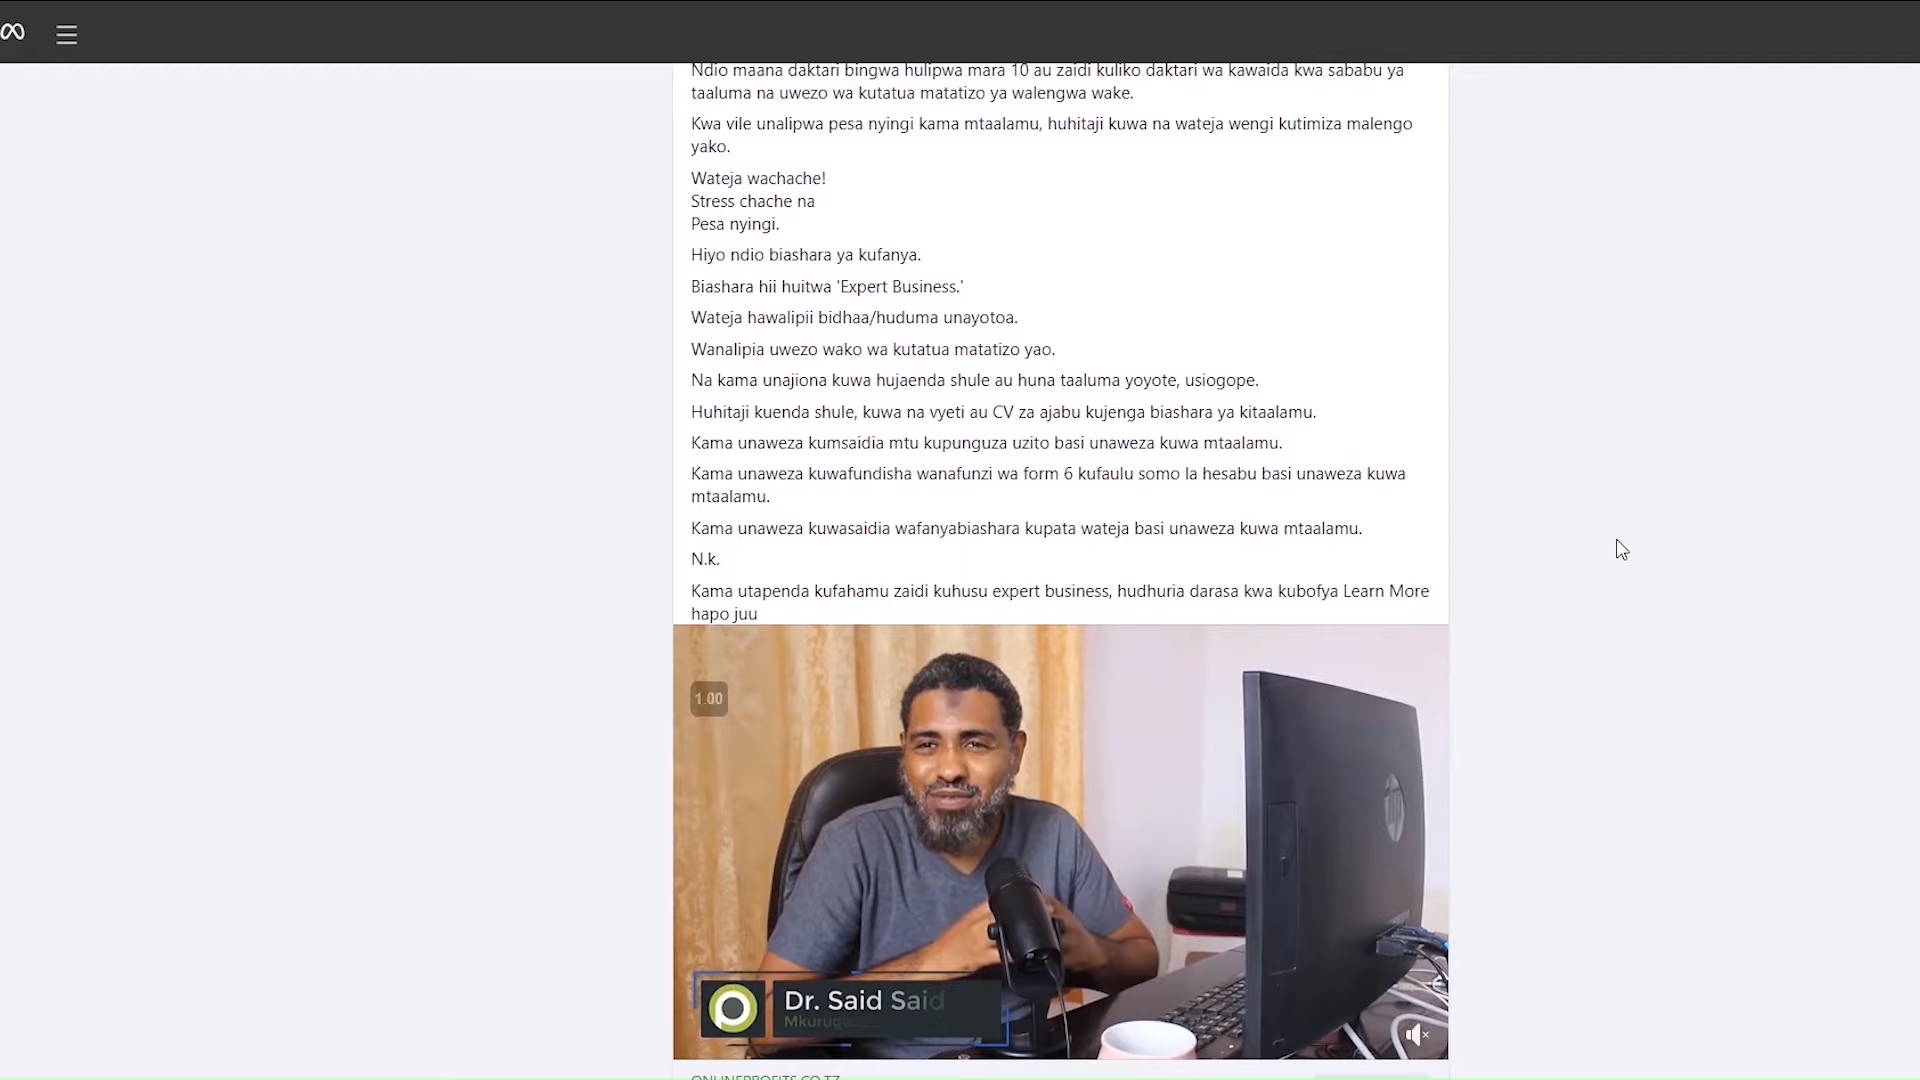 Ndio maana daktari bingwa hulipwa mara 10 au zaidi kuliko daktari wa kawaida kwa sababu ya
taaluma na uwezo wa kutatua matatizo ya walengwa wake.
Kwa vile unalipwa pesa nyingi kama mtaalamu, huhitaji kuwa na wateja wengi kutimiza malengo
yako.
Wateja wachache!
Stress chache na
Pesa nyingi.
Hiyo ndio biashara ya kufanya.
Biashara hii huitwa 'Expert Business.'
Wateja hawalipii bidhaa/huduma unayotoa.
Wanalipia uwezo wako wa kutatua matatizo yao.
Na kama unajiona kuwa hujaenda shule au huna taaluma yoyote, usiogope.
Huhitaji kuenda shule, kuwa na vyeti au CV za ajabu kujenga biashara ya kitaalamu.
Kama unaweza kumsaidia mtu kupunguza uzito basi unaweza kuwa mtaalamu.
Kama unaweza kuwafundisha wanafunzi wa form 6 kufaulu somo la hesabu basi unaweza kuwa
mtaalamu.
Kama unaweza kuwasaidia wafanyabiashara kupata wateja basi unaweza kuwa mtaalamu.
N.k.
Kama utapenda kufahamu zaidi kuhusu expert business, hudhuria darasa kwa kubofya Learn More
hapo juu
1.00
Dr. Said Said
ONLINEPROFITS.CO.TZ